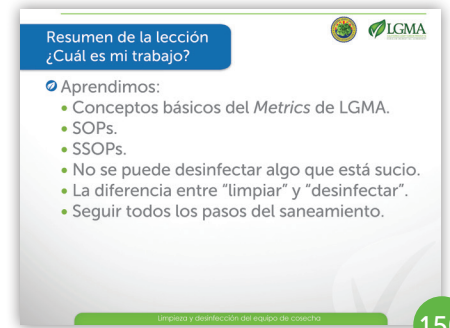 Resumen de la lección
¿Cuál es mi trabajo?
LGMA
Aprendimos:
• Conceptos básicos del Metrics de LGMA.
• SOPs.
• SSOPs.
• No se puede desinfectar algo que está sucio.
• La diferencia entre “limpiar” y “desinfectar”.
• Seguir todos los pasos del saneamiento.
Limpieza y desinfección del equipo de cosecha
15